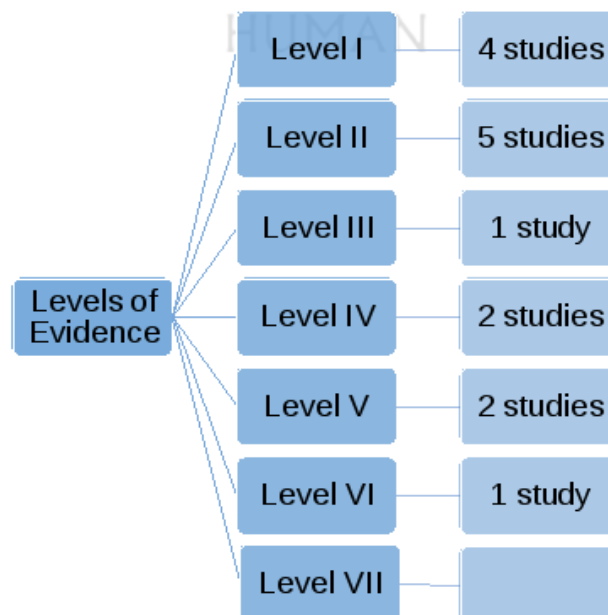 HUMAN
Level I
4 studies
Level II
5 studies
Level III
1 study
Levels of
Evidence
Level IV
2 studies
Level V
2 studies
Level VI
1 study
Level VII